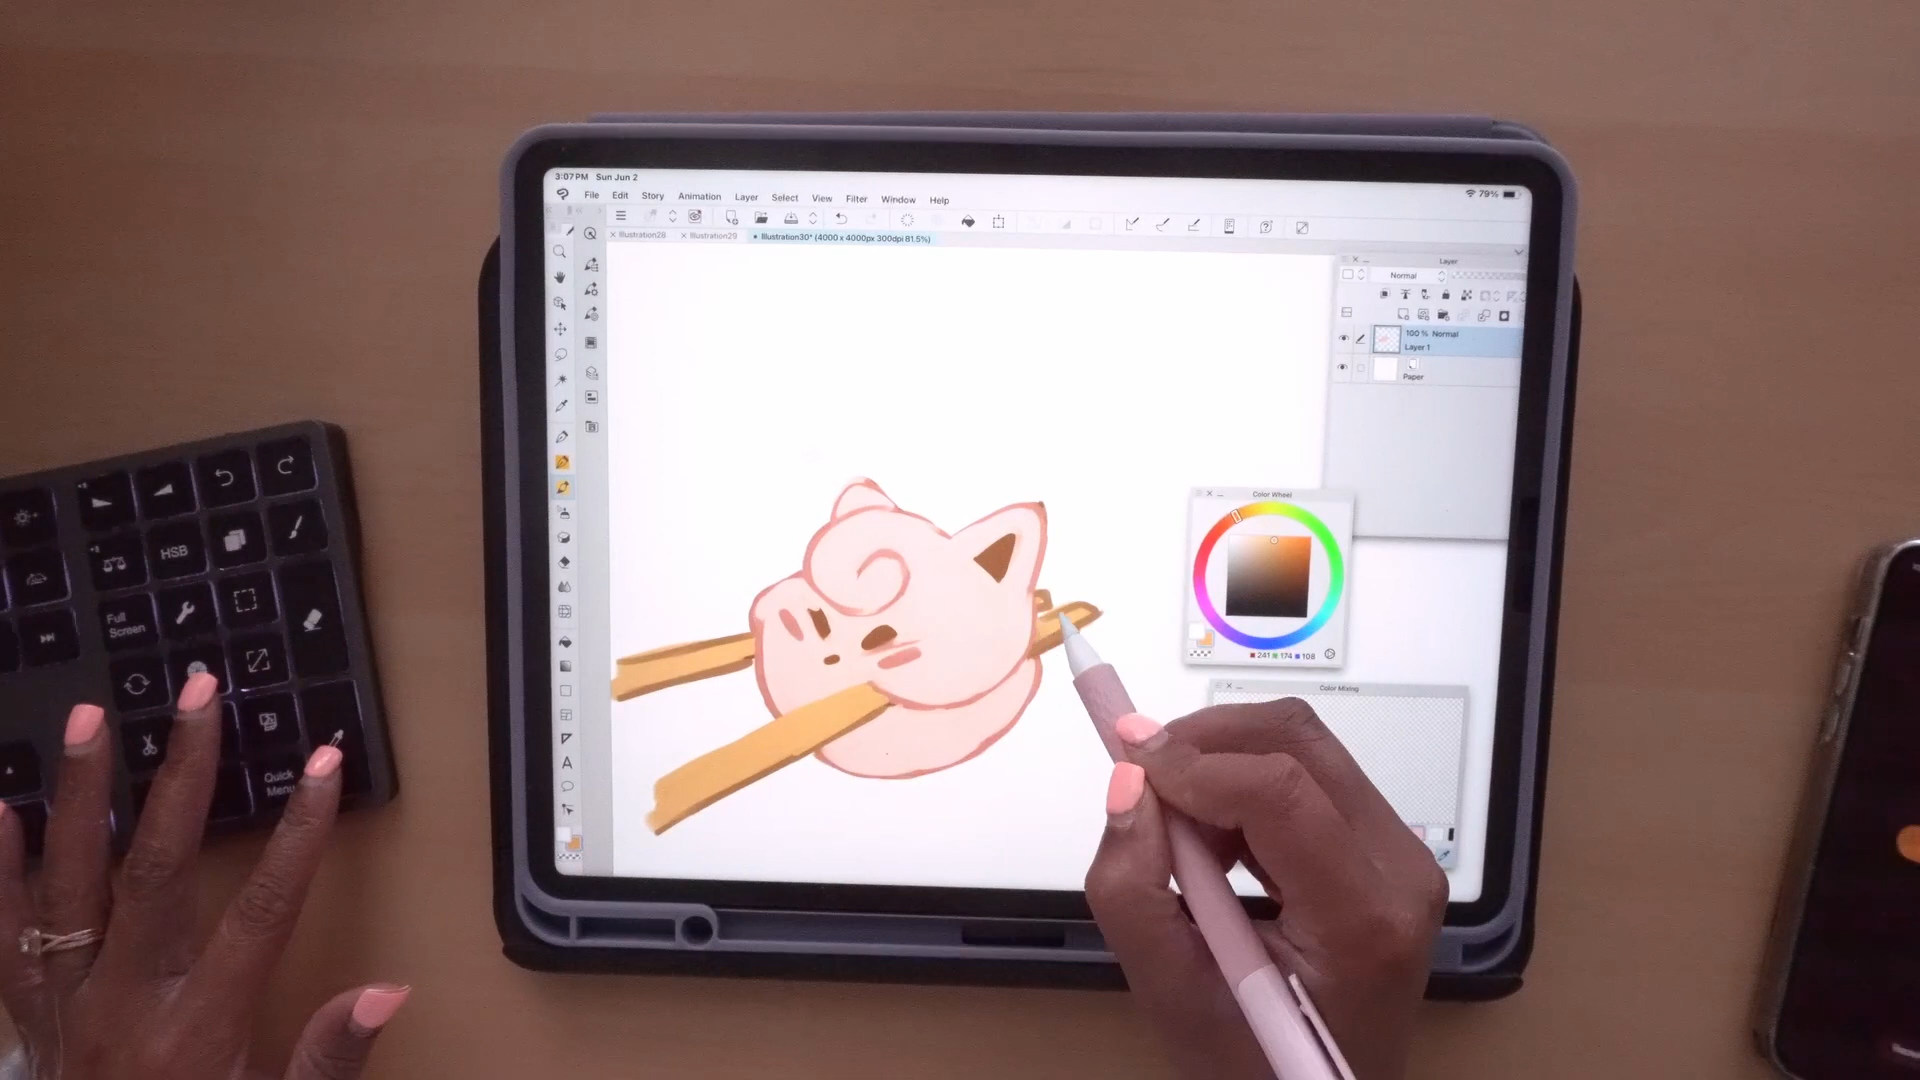 3:07PM Sun Jun 2
79%
File Edit Story Animation Layer Select View Filter Window Help
Illustration28 Illustration29 Illustration30* (4000 x 4000px 300dpi 81.5%)
Layer
Normal
100 % Normal
Layer 1
Paper
Color Wheel
241 174 108
Color Mixing
HSB
Full
Screen
Quick
Menu